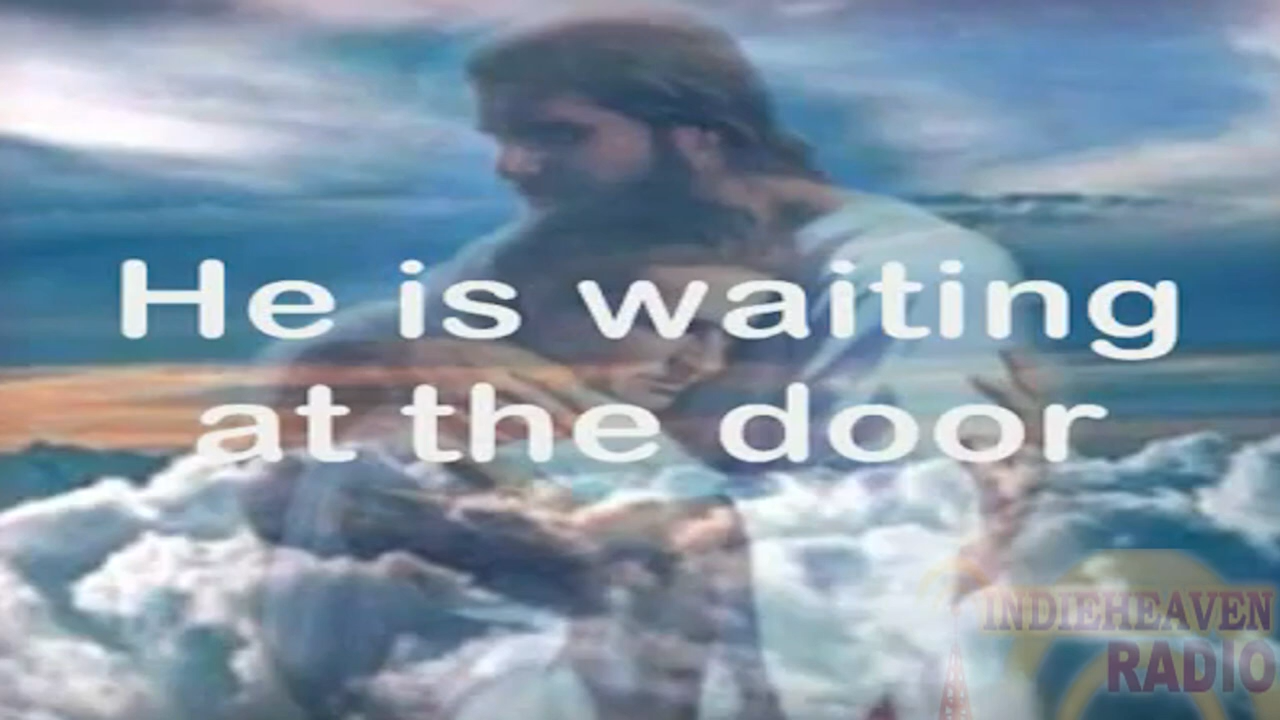 He is waiting
at the door
INDIEHEAVEN
RADIO